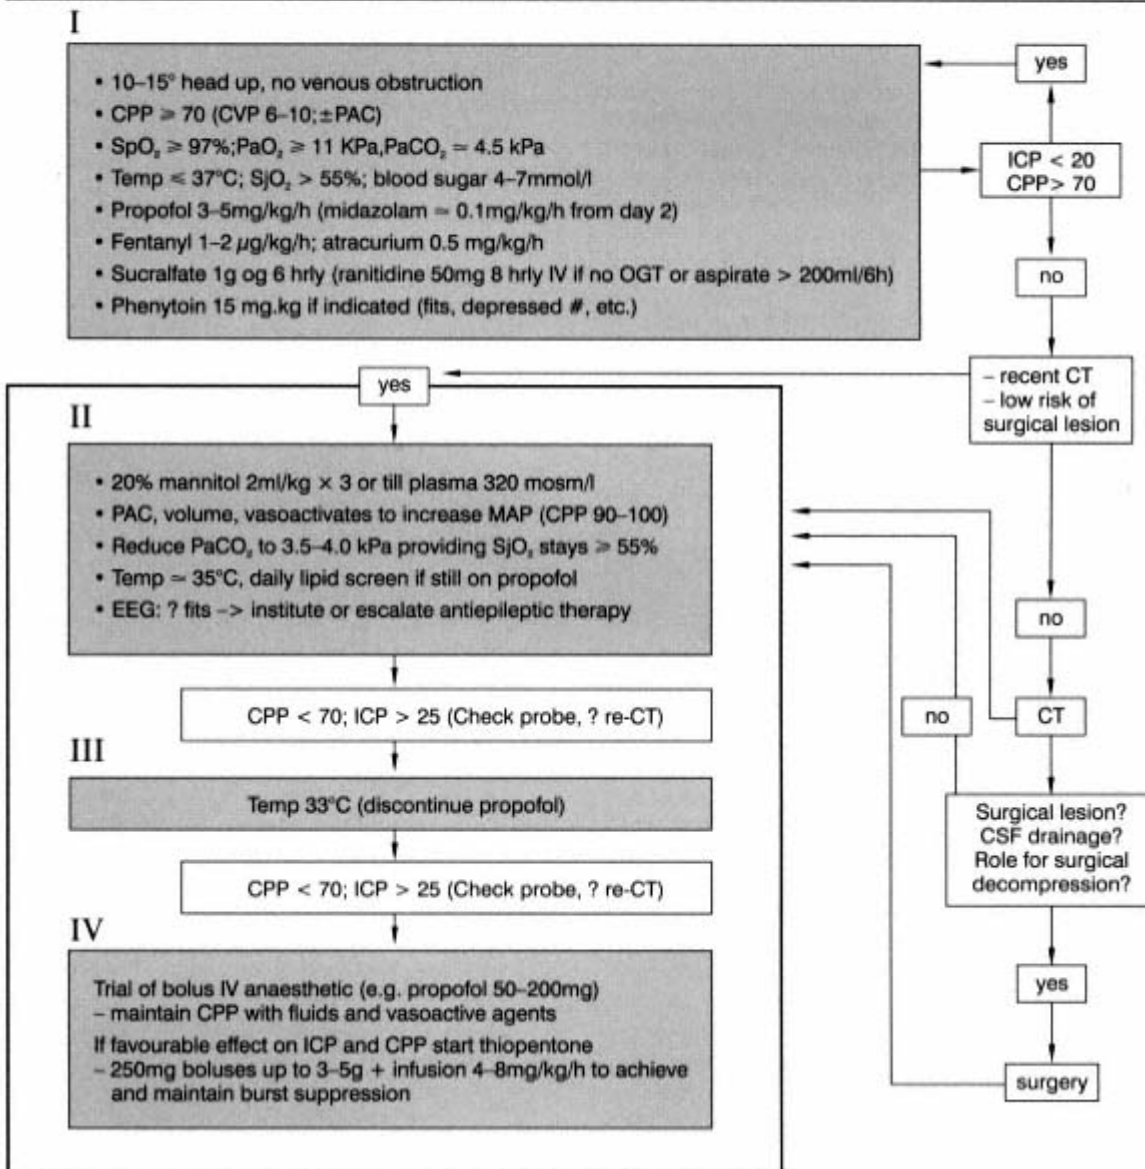 I
• 10–15° head up, no venous obstruction
• CPP ⩾ 70 (CVP 6–10;±PAC)
• SpO₂ ⩾ 97%;PaO₂ ⩾ 11 KPa,PaCO₂ ≃ 4.5 kPa
• Temp ⩽ 37°C; SjO₂ > 55%; blood sugar 4–7mmol/l
• Propofol 3–5mg/kg/h (midazolam ≃ 0.1mg/kg/h from day 2)
• Fentanyl 1–2 µg/kg/h; atracurium 0.5 mg/kg/h
• Sucralfate 1g og 6 hrly (ranitidine 50mg 8 hrly IV if no OGT or aspirate > 200ml/6h)
• Phenytoin 15 mg.kg if indicated (fits, depressed #, etc.)
yes
ICP < 20
CPP> 70
no
– recent CT
– low risk of
surgical lesion
yes
II
• 20% mannitol 2ml/kg × 3 or till plasma 320 mosm/l
• PAC, volume, vasoactivates to increase MAP (CPP 90–100)
• Reduce PaCO₂ to 3.5–4.0 kPa providing SjO₂ stays ⩾ 55%
• Temp ≃ 35°C, daily lipid screen if still on propofol
• EEG: ? fits –> institute or escalate antiepileptic therapy
CPP < 70; ICP > 25 (Check probe, ? re-CT)
III
Temp 33°C (discontinue propofol)
CPP < 70; ICP > 25 (Check probe, ? re-CT)
IV
Trial of bolus IV anaesthetic (e.g. propofol 50–200mg)
– maintain CPP with fluids and vasoactive agents
If favourable effect on ICP and CPP start thiopentone
– 250mg boluses up to 3–5g + infusion 4–8mg/kg/h to achieve
and maintain burst suppression
no
CT
no
Surgical lesion?
CSF drainage?
Role for surgical
decompression?
yes
surgery